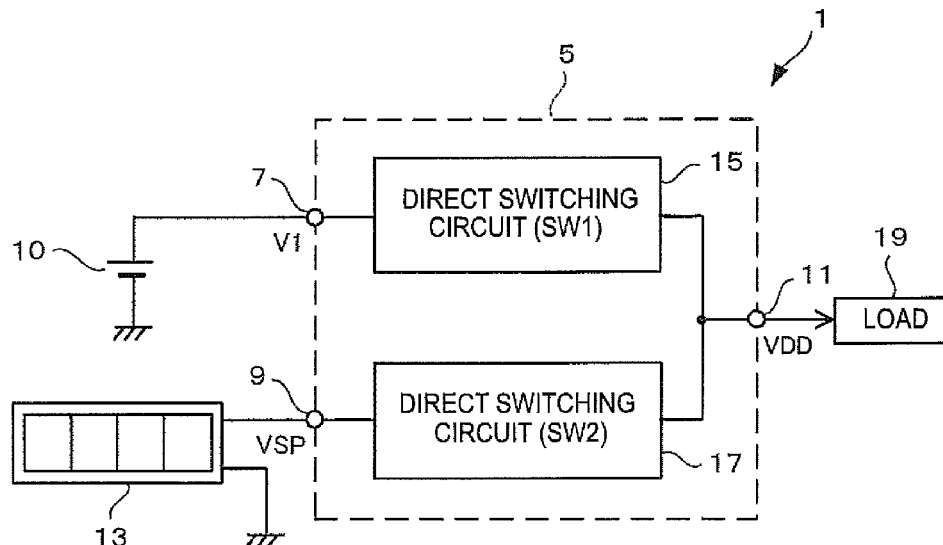 1
5
15
7
DIRECT SWITCHING
CIRCUIT (SW1)
V1
10
19
11
LOAD
VDD
9
DIRECT SWITCHING
CIRCUIT (SW2)
VSP
17
13